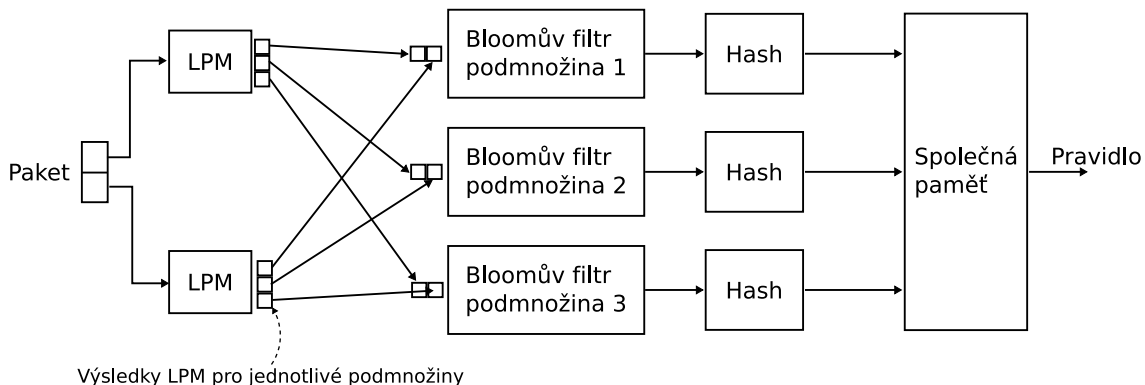 Paket
LPM
LPM
Výsledky LPM pro jednotlivé podmnožiny
Bloomův filtr
podmnožina 1
Bloomův filtr
podmnožina 2
Bloomův filtr
podmnožina 3
Hash
Hash
Hash
Společná
paměť
Pravidlo